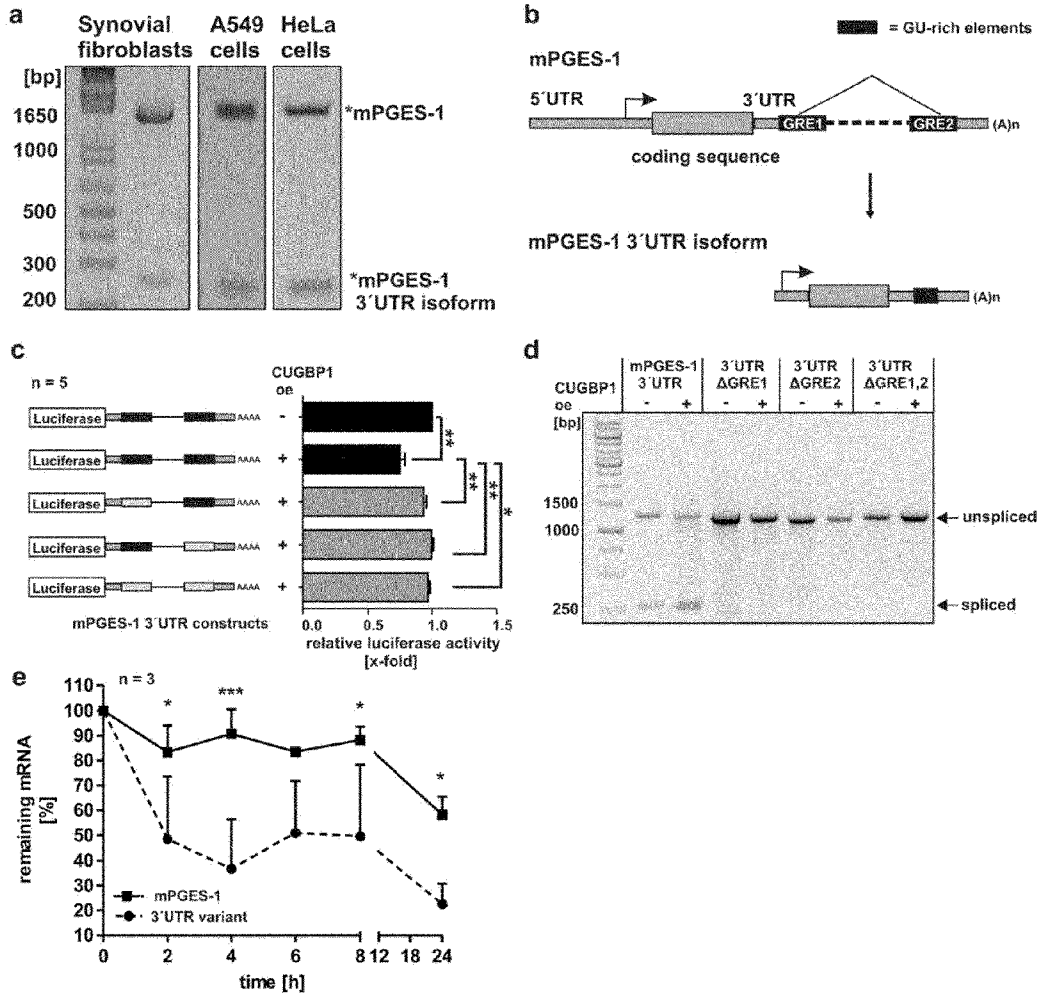 a
Synovial fibroblasts
A549 cells
HeLa cells
[bp]
1650
1000
500
300
200
*mPGES-1
*mPGES-1
3´UTR isoform
b
= GU-rich elements
mPGES-1
5´UTR
3´UTR
GRE1
GRE2
(A)n
coding sequence
mPGES-1 3´UTR isoform
(A)n
c
n = 5
CUGBP1
oe
Luciferase AAAA -
Luciferase AAAA +
Luciferase AAAA +
Luciferase AAAA +
Luciferase AAAA +
**
**
**
*
mPGES-1 3´UTR constructs
0.0 0.5 1.0 1.5
relative luciferase activity
[x-fold]
d
mPGES-1 3´UTR
3´UTR ΔGRE1
3´UTR ΔGRE2
3´UTR ΔGRE1,2
CUGBP1
oe - + - + - + - +
[bp]
1500
1000
250
unspliced
spliced
e
n = 3
110
100
90
80
70
60
50
40
30
20
10
remaining mRNA
[%]
* *** * *
mPGES-1
3´UTR variant
0 2 4 6 8 12 18 24
time [h]